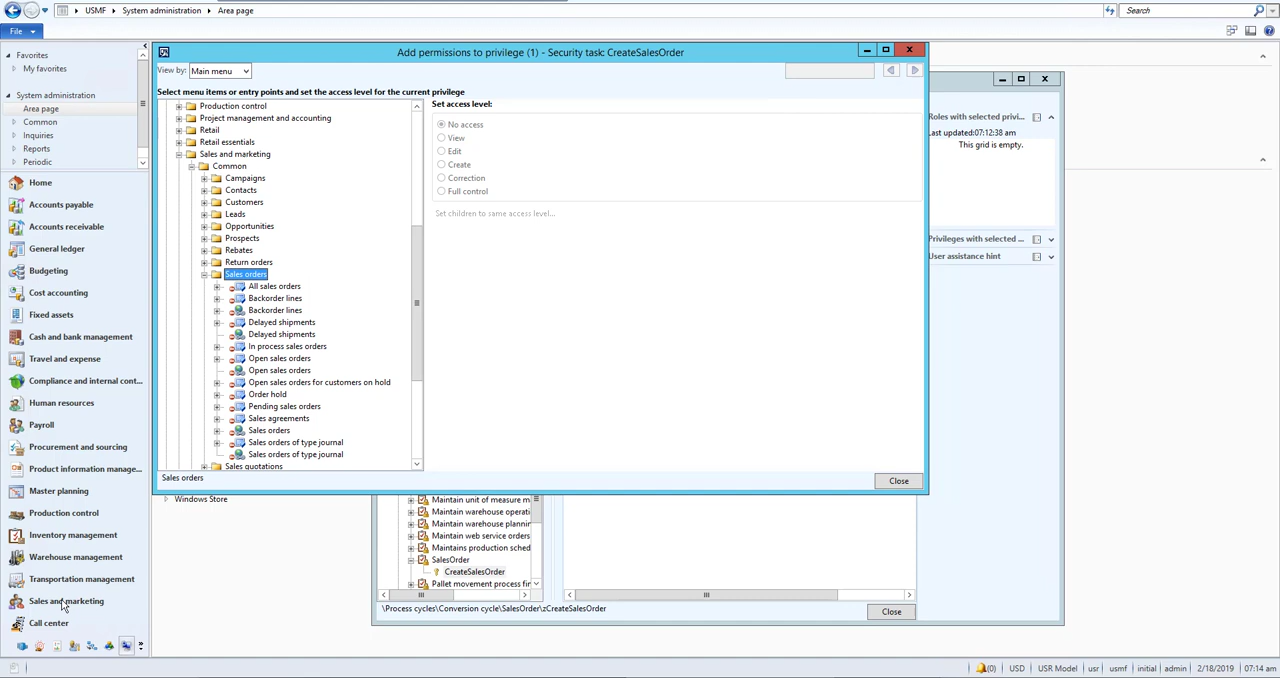 USMF ▸ System administration ▸ Area page
Search
File
Favorites
My favorites
System administration
Area page
Common
Inquiries
Reports
Periodic
Home
Accounts payable
Accounts receivable
General ledger
Budgeting
Cost accounting
Fixed assets
Cash and bank management
Travel and expense
Compliance and internal cont...
Human resources
Payroll
Procurement and sourcing
Product information manage...
Master planning
Production control
Inventory management
Warehouse management
Transportation management
Sales and marketing
Call center
Add permissions to privilege (1) - Security task: CreateSalesOrder
View by: Main menu
Select menu items or entry points and set the access level for the current privilege
Production control
Project management and accounting
Retail
Retail essentials
Sales and marketing
Common
Campaigns
Contacts
Customers
Leads
Opportunities
Prospects
Rebates
Return orders
Sales orders
All sales orders
Backorder lines
Backorder lines
Delayed shipments
Delayed shipments
In process sales orders
Open sales orders
Open sales orders
Open sales orders for customers on hold
Order hold
Pending sales orders
Sales agreements
Sales orders
Sales orders of type journal
Sales orders of type journal
Sales quotations
Set access level:
No access
View
Edit
Create
Correction
Full control
Set children to same access level...
Sales orders
Close
Roles with selected privi...
Last updated:07:12:38 am
This grid is empty.
Privileges with selected ...
User assistance hint
Windows Store
Maintain unit of measure m
Maintain warehouse operati
Maintain warehouse plannin
Maintain web service orders
Maintains production sched
SalesOrder
CreateSalesOrder
Pallet movement process fir
\Process cycles\Conversion cycle\SalesOrder\zCreateSalesOrder
Close
(0) USD USR Model usr usmf initial admin 2/18/2019 07:14 am